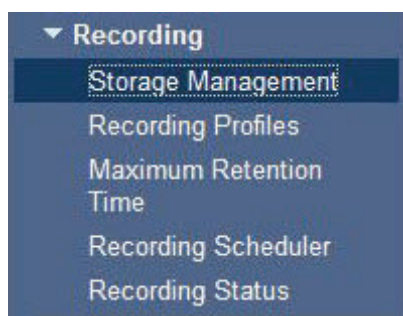 Recording
Storage Management
Recording Profiles
Maximum Retention
Time
Recording Scheduler
Recording Status